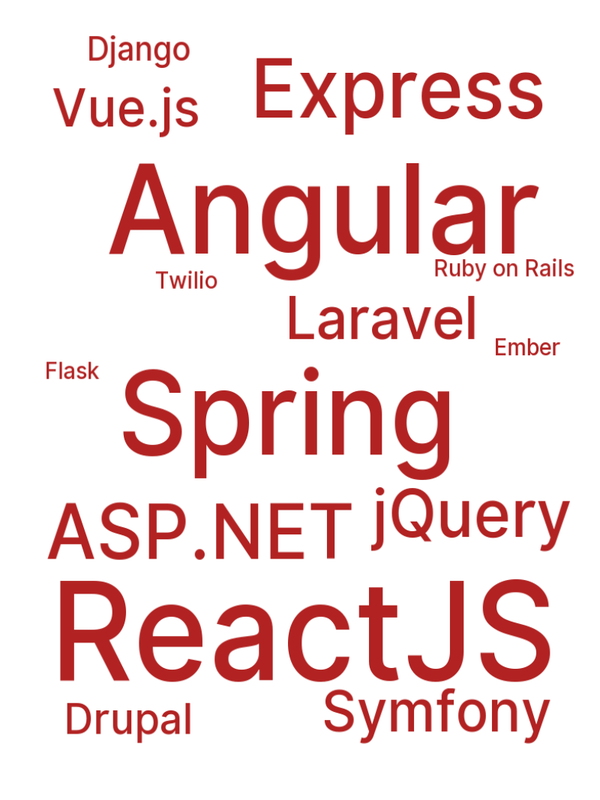 Django
Vue.js
Express
Angular
Ruby on Rails
Twilio
Laravel
Ember
Flask
Spring
ASP.NET
jQuery
ReactJS
Drupal
Symfony